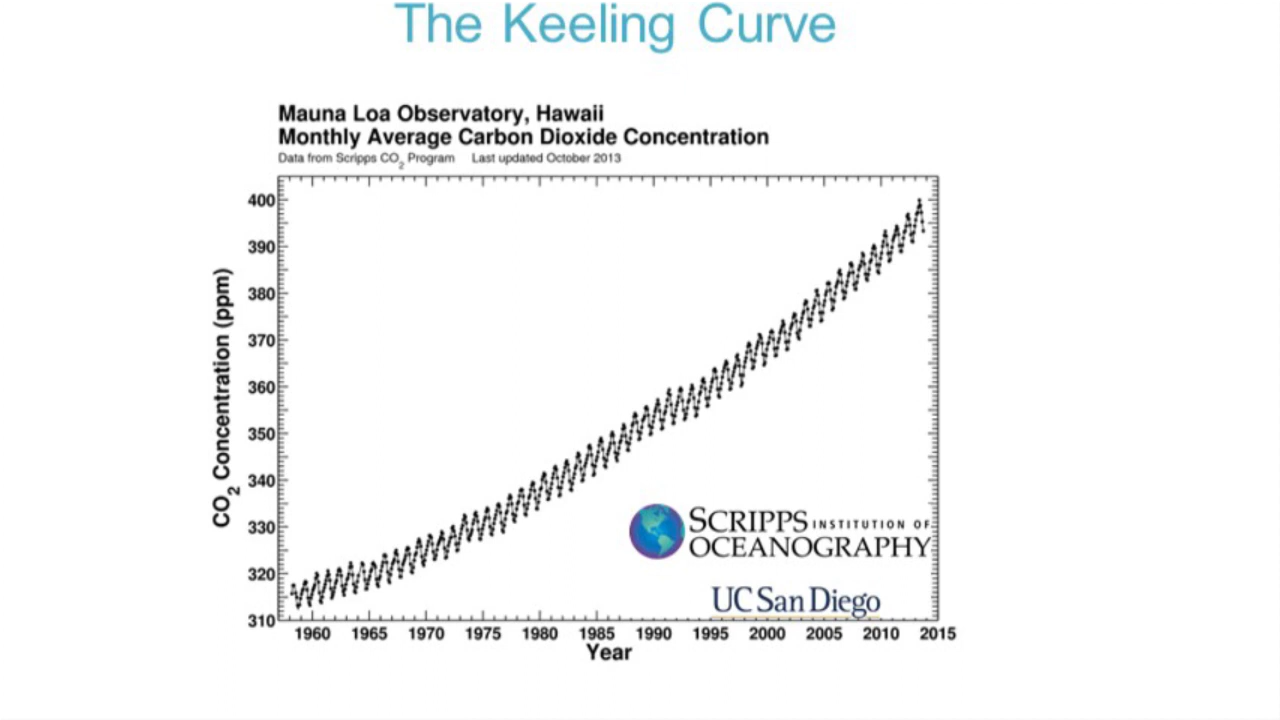 The Keeling Curve
Mauna Loa Observatory, Hawaii
Monthly Average Carbon Dioxide Concentration
Data from Scripps CO2 Program Last updated October 2013
CO2 Concentration (ppm)
400
390
380
370
360
350
340
330
320
310
SCRIPPS INSTITUTION OF
OCEANOGRAPHY
UC San Diego
1960 1965 1970 1975 1980 1985 1990 1995 2000 2005 2010 2015
Year